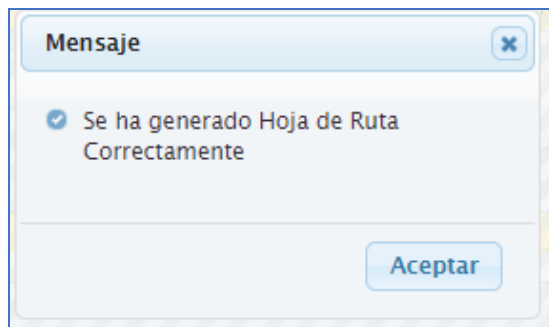 Mensaje
Se ha generado Hoja de Ruta
Correctamente
Aceptar